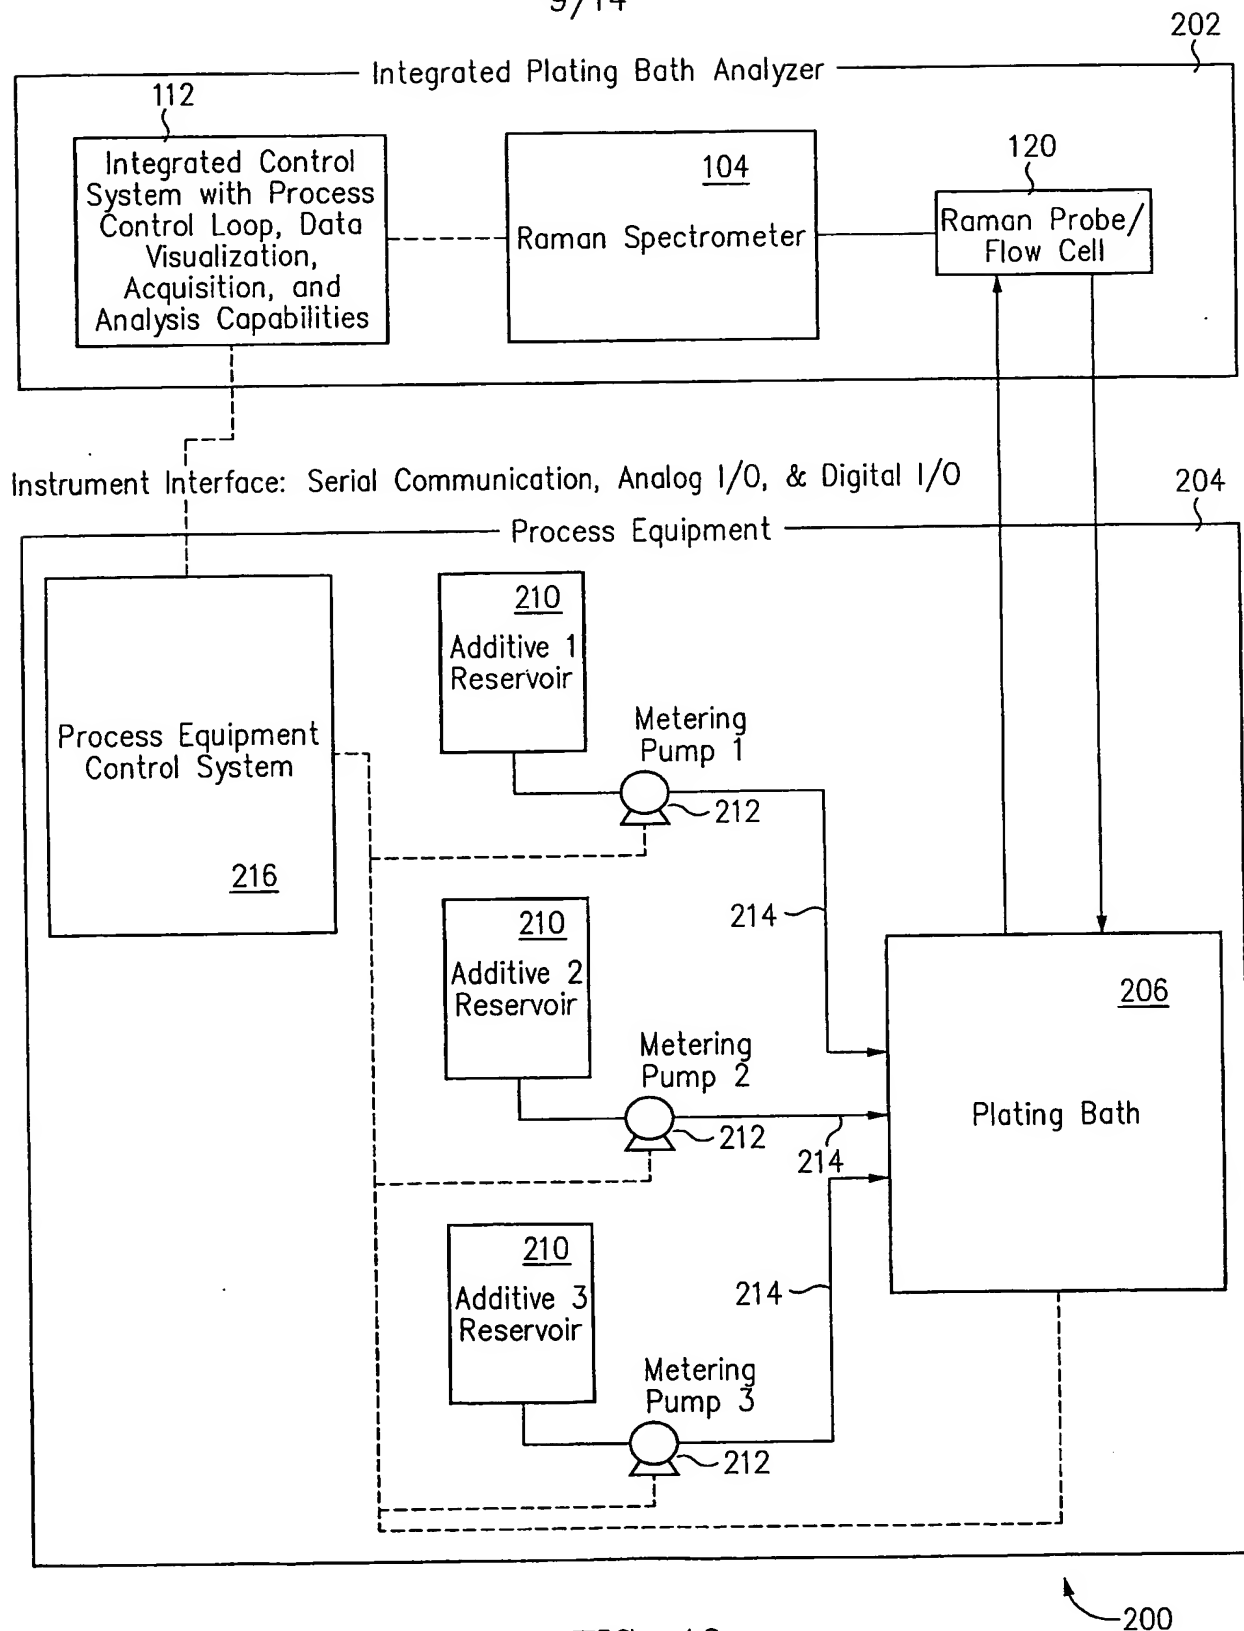 9/14
202
Integrated Plating Bath Analyzer
112
Integrated Control
System with Process
Control Loop, Data
Visualization,
Acquisition, and
Analysis Capabilities
104
Raman Spectrometer
120
Raman Probe/
Flow Cell
Instrument Interface: Serial Communication, Analog I/O, & Digital I/O
204
Process Equipment
Process Equipment
Control System
216
210
Additive 1
Reservoir
Metering
Pump 1
212
214
210
Additive 2
Reservoir
Metering
Pump 2
212
214
206
Plating Bath
210
Additive 3
Reservoir
Metering
Pump 3
212
214
200